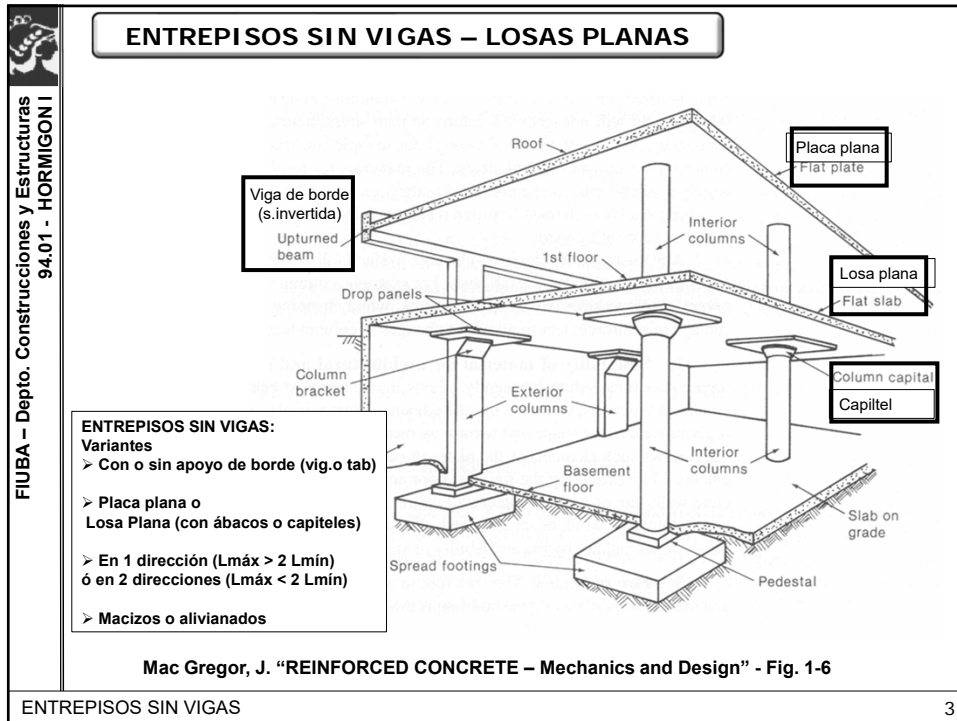 ENTREPISOS SIN VIGAS – LOSAS PLANAS
FIUBA – Depto. Construcciones y Estructuras
94.01 - HORMIGON I
Roof
Placa plana
Flat plate
Viga de borde
(s.invertida)
Upturned
beam
Interior
columns
1st floor
Losa plana
Flat slab
Drop panels
Column
bracket
Exterior
columns
Column capital
Capiltel
ENTREPISOS SIN VIGAS:
Variantes
➢ Con o sin apoyo de borde (vig.o tab)
➢ Placa plana o
Losa Plana (con ábacos o capiteles)
➢ En 1 dirección (Lmáx > 2 Lmín)
ó en 2 direcciones (Lmáx < 2 Lmín)
➢ Macizos o alivianados
Interior
columns
Basement
floor
Slab on
grade
Spread footings
Pedestal
Mac Gregor, J. “REINFORCED CONCRETE – Mechanics and Design” - Fig. 1-6
ENTREPISOS SIN VIGAS
3